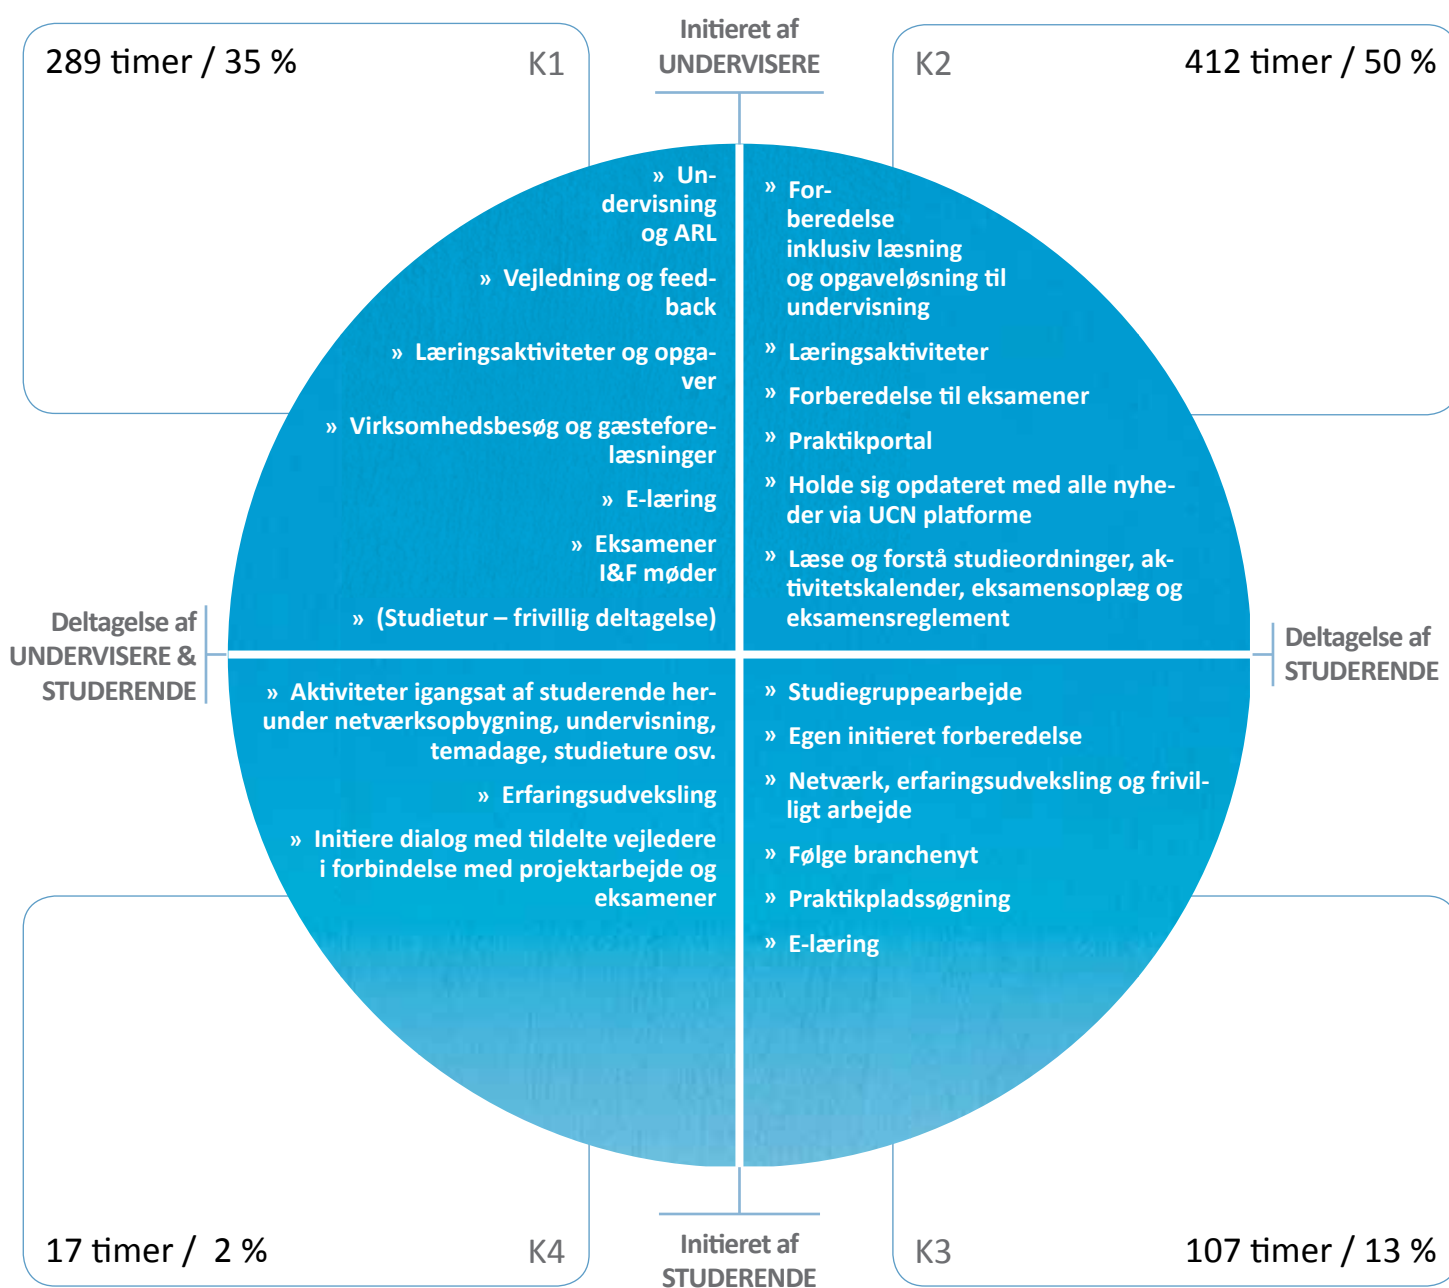 Initieret af
UNDERVISERE
289 timer / 35 %
K1
K2
412 timer / 50 %
» Un-
dervisning
og ARL
» Vejledning og feed-
back
» Læringsaktiviteter og opga-
ver
» Virksomhedsbesøg og gæstefore-
læsninger
» E-læring
» Eksamener
I&F møder
» (Studietur – frivillig deltagelse)
» For-
beredelse
inklusiv læsning
og opgaveløsning til
undervisning
» Læringsaktiviteter
» Forberedelse til eksamener
» Praktikportal
» Holde sig opdateret med alle nyhe-
der via UCN platforme
» Læse og forstå studieordninger, ak-
tivitetskalender, eksamensoplæg og
eksamensreglement
Deltagelse af
UNDERVISERE &
STUDERENDE
Deltagelse af
STUDERENDE
» Aktiviteter igangsat af studerende her-
under netværksopbygning, undervisning,
temadage, studieture osv.
» Erfaringsudveksling
» Initiere dialog med tildelte vejledere
i forbindelse med projektarbejde og
eksamener
» Studiegruppearbejde
» Egen initieret forberedelse
» Netværk, erfaringsudveksling og frivil-
ligt arbejde
» Følge branchenyt
» Praktikpladssøgning
» E-læring
17 timer / 2 %
K4
Initieret af
STUDERENDE
K3
107 timer / 13 %